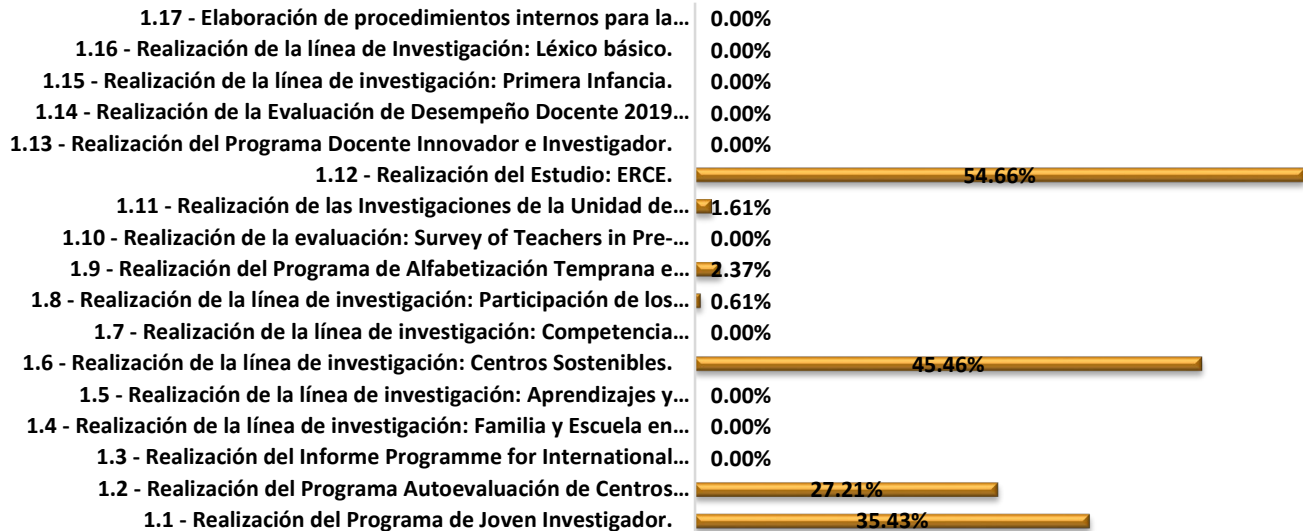 1.17 - Elaboración de procedimientos internos para la... 0.00%
1.16 - Realización de la línea de Investigación: Léxico básico. 0.00%
1.15 - Realización de la línea de investigación: Primera Infancia. 0.00%
1.14 - Realización de la Evaluación de Desempeño Docente 2019... 0.00%
1.13 - Realización del Programa Docente Innovador e Investigador. 0.00%
1.12 - Realización del Estudio: ERCE. 54.66%
1.11 - Realización de las Investigaciones de la Unidad de... 1.61%
1.10 - Realización de la evaluación: Survey of Teachers in Pre-... 0.00%
1.9 - Realización del Programa de Alfabetización Temprana e... 2.37%
1.8 - Realización de la línea de investigación: Participación de los... 0.61%
1.7 - Realización de la línea de investigación: Competencia... 0.00%
1.6 - Realización de la línea de investigación: Centros Sostenibles. 45.46%
1.5 - Realización de la línea de investigación: Aprendizajes y... 0.00%
1.4 - Realización de la línea de investigación: Familia y Escuela en... 0.00%
1.3 - Realización del Informe Programme for International... 0.00%
1.2 - Realización del Programa Autoevaluación de Centros... 27.21%
1.1 - Realización del Programa de Joven Investigador. 35.43%